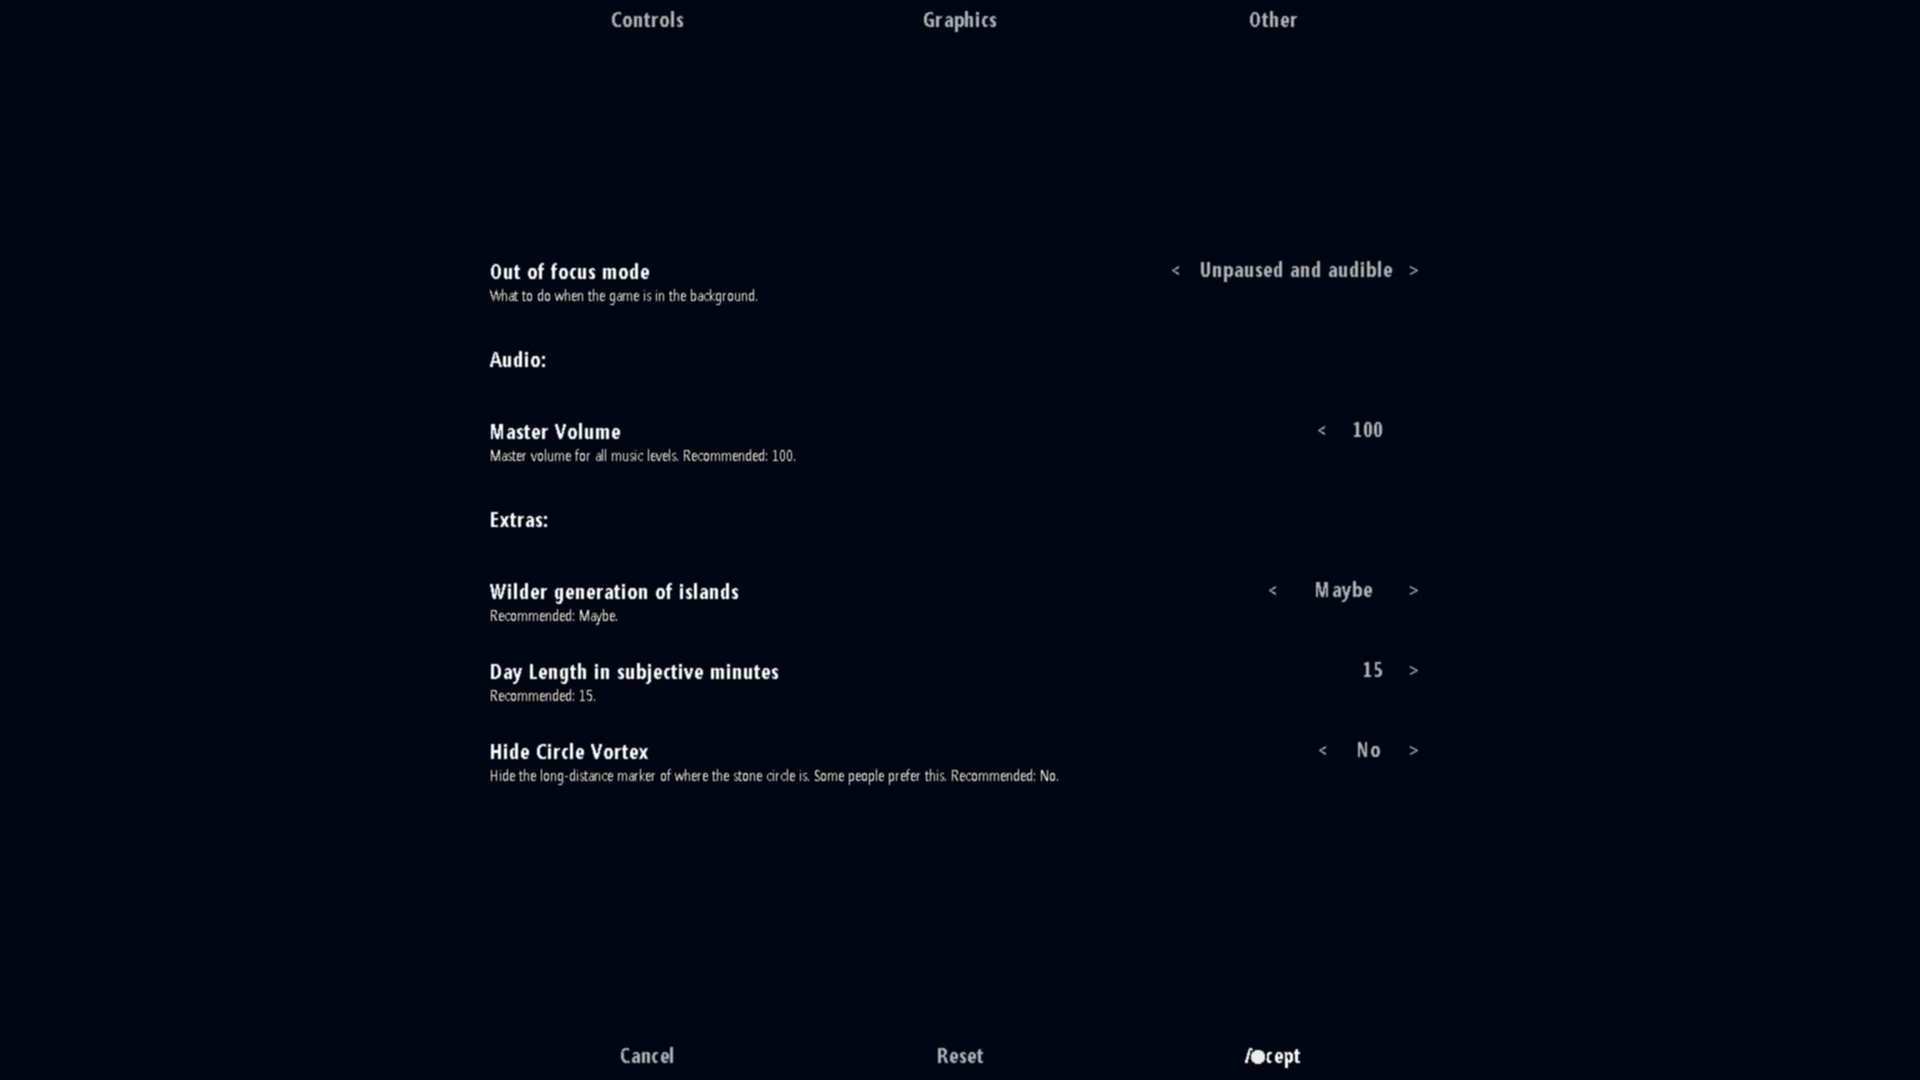 Controls Graphics Other
Out of focus mode < Unpaused and audible >
What to do when the game is in the background.
Audio:
Master Volume < 100
Master volume for all music levels. Recommended: 100.
Extras:
Wilder generation of islands < Maybe >
Recommended: Maybe.
Day Length in subjective minutes 15 >
Recommended: 15.
Hide Circle Vortex < No >
Hide the long-distance marker of where the stone circle is. Some people prefer this. Recommended: No.
Cancel Reset Accept